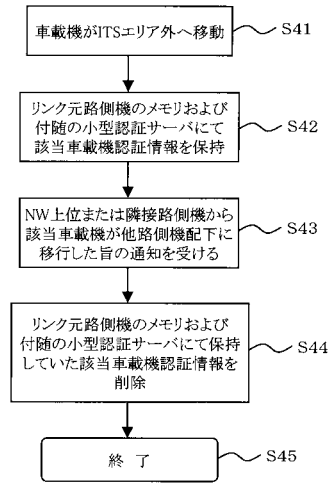 車載機がITSエリア外へ移動
S41
リンク元路側機のメモリおよび
付随の小型認証サーバにて
該当車載機認証情報を保持
S42
NW上位または隣接路側機から
該当車載機が他路側機配下に
移行した旨の通知を受ける
S43
リンク元路側機のメモリおよび
付随の小型認証サーバにて保持
していた該当車載機認証情報を
削除
S44
終了
S45